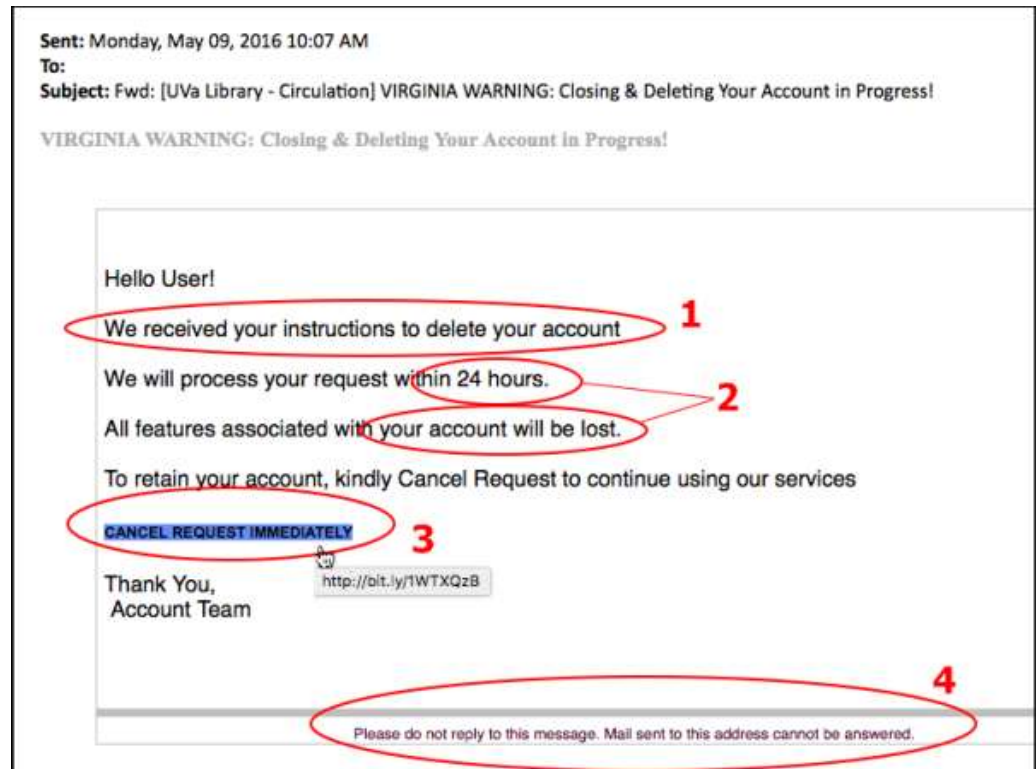 Sent: Monday, May 09, 2016 10:07 AM
To:
Subject: Fwd: [UVa Library - Circulation] VIRGINIA WARNING: Closing & Deleting Your Account in Progress!
VIRGINIA WARNING: Closing & Deleting Your Account in Progress!
Hello User!
We received your instructions to delete your account
1
We will process your request within 24 hours.
2
All features associated with your account will be lost.
To retain your account, kindly Cancel Request to continue using our services
CANCEL REQUEST IMMEDIATELY
3
http://bit.ly/1WTXQzB
Thank You,
Account Team
4
Please do not reply to this message. Mail sent to this address cannot be answered.